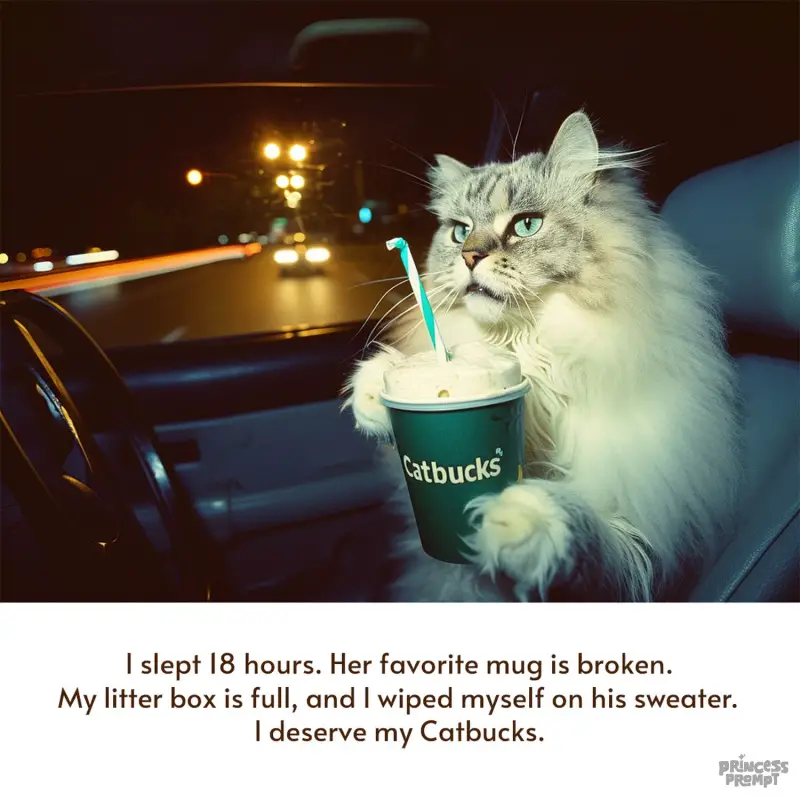 Catbucks
I slept 18 hours. Her favorite mug is broken.
My litter box is full, and I wiped myself on his sweater.
I deserve my Catbucks.
PRINCESS
PROMPT